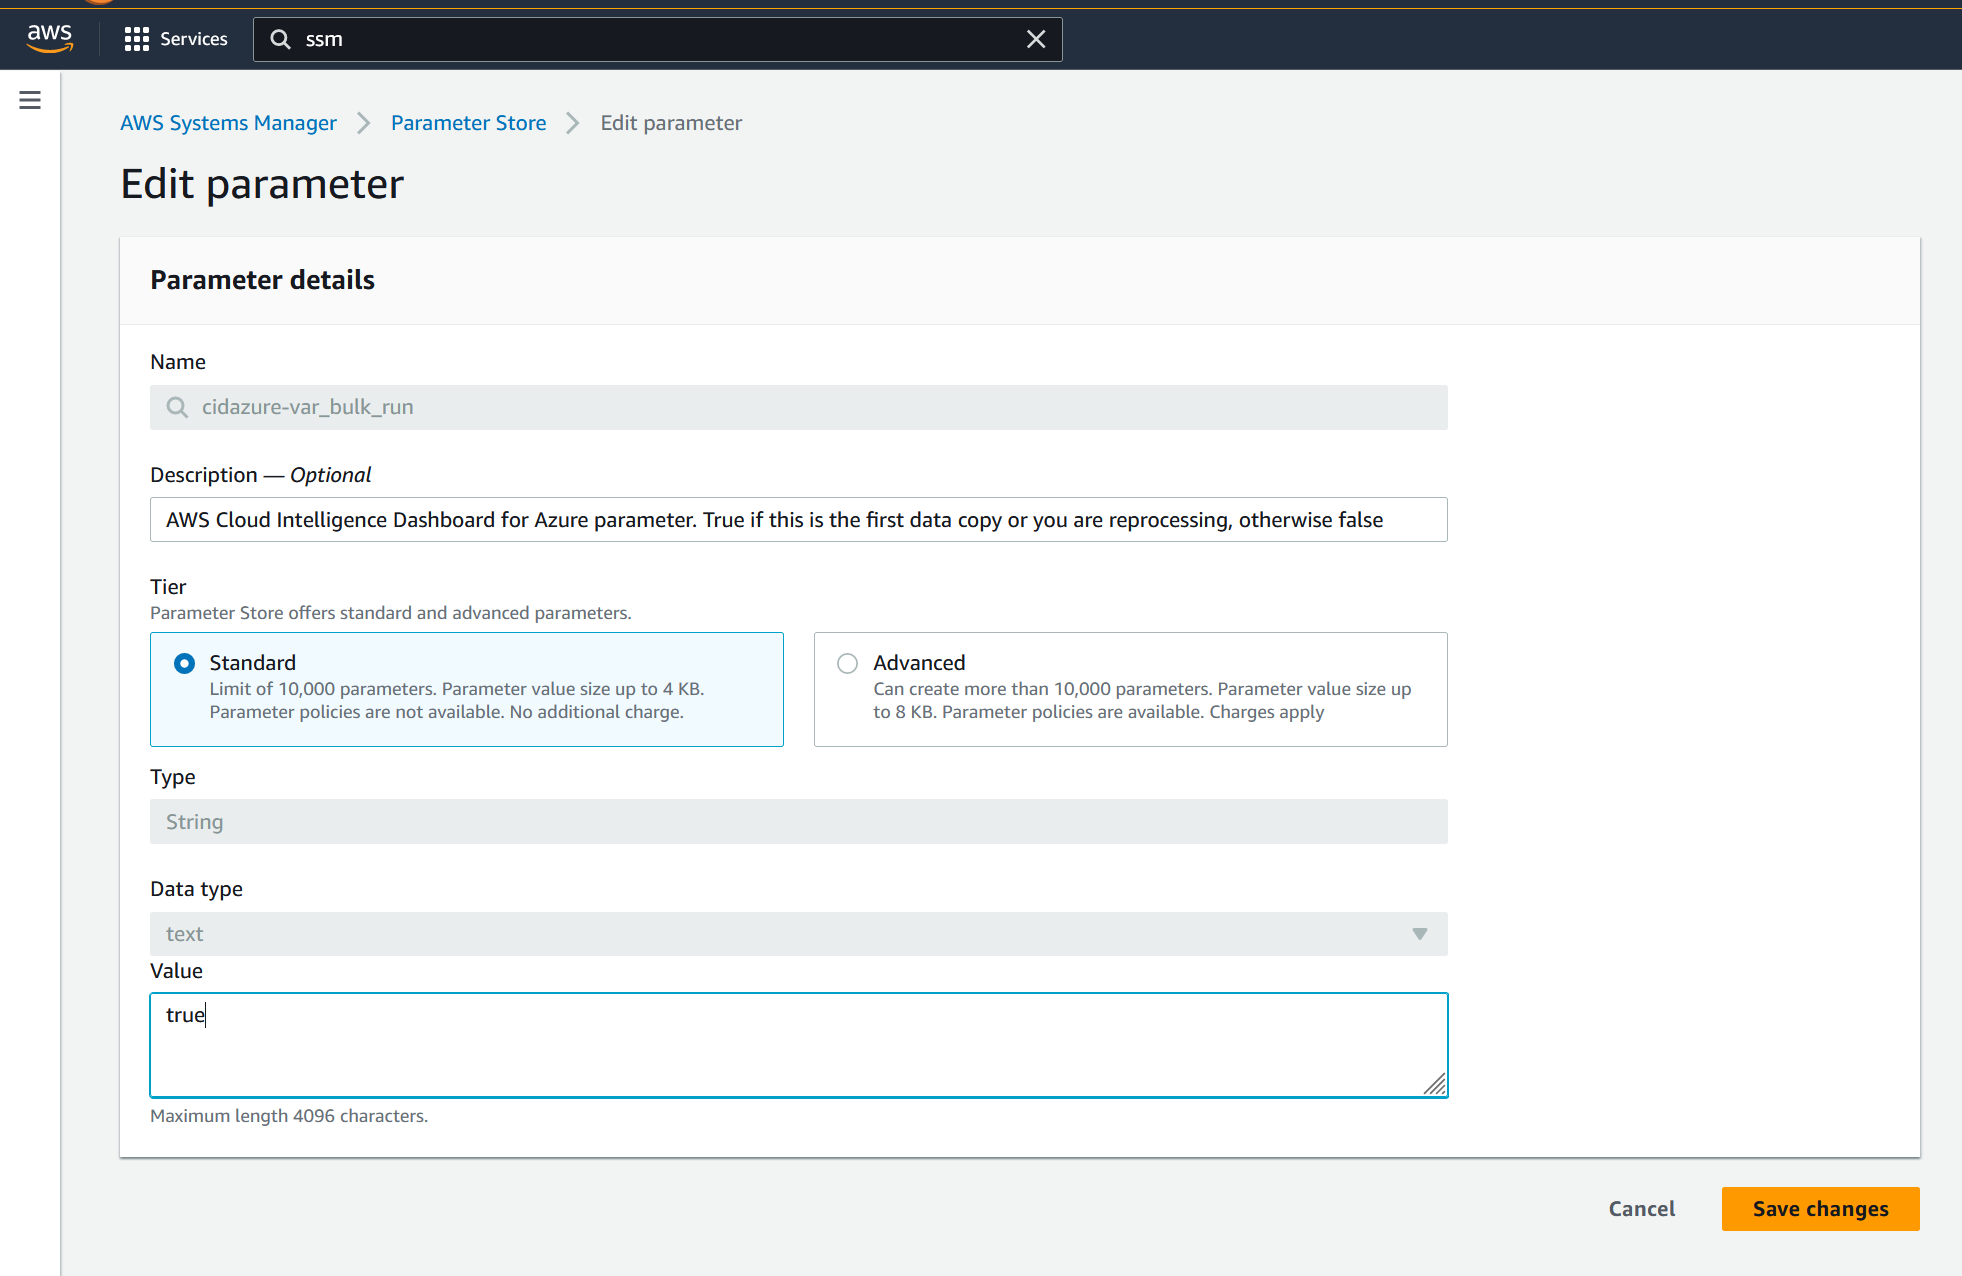 aws
Services
ssm
AWS Systems Manager
Parameter Store
Edit parameter
Edit parameter
Parameter details
Name
cidazure-var_bulk_run
Description — Optional
AWS Cloud Intelligence Dashboard for Azure parameter. True if this is the first data copy or you are reprocessing, otherwise false
Tier
Parameter Store offers standard and advanced parameters.
Standard
Limit of 10,000 parameters. Parameter value size up to 4 KB.
Parameter policies are not available. No additional charge.
Advanced
Can create more than 10,000 parameters. Parameter value size up
to 8 KB. Parameter policies are available. Charges apply
Type
String
Data type
text
Value
true
Maximum length 4096 characters.
Cancel
Save changes